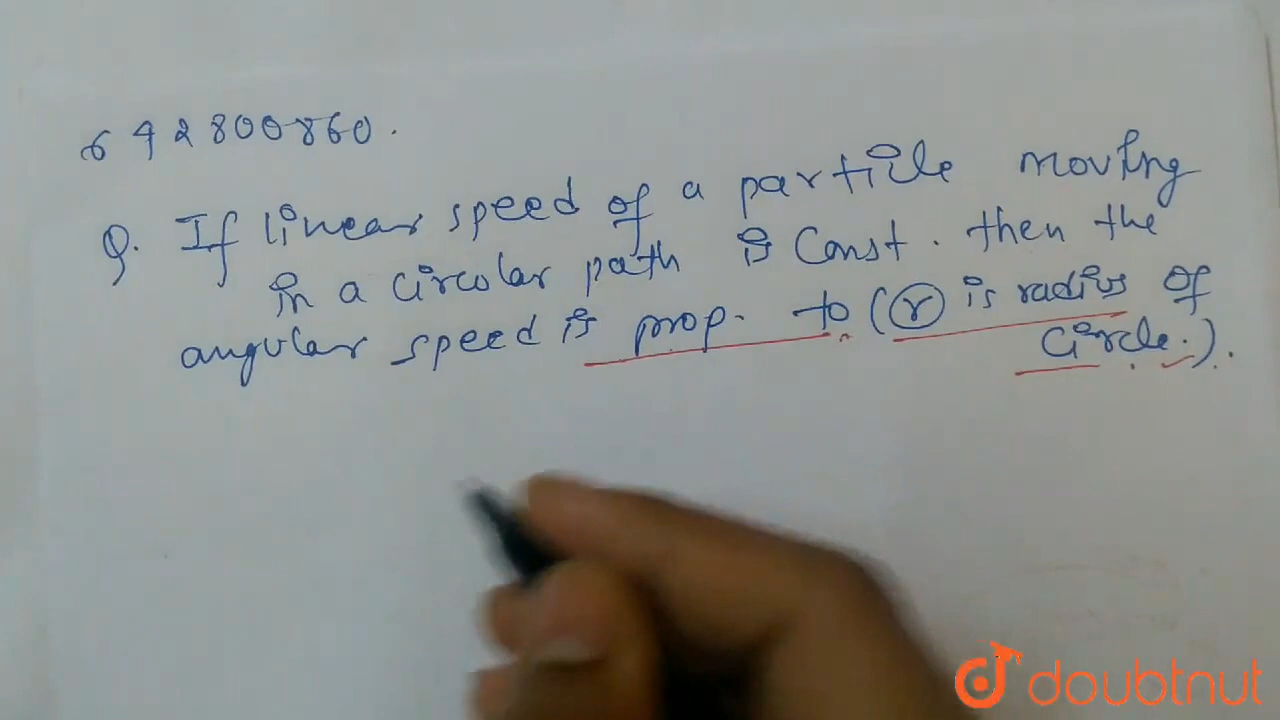 642800860.
Q. If linear speed of a particle moving
in a circular path is Const. then the
angular speed is prop. to (r is radius of
circle.).
doubtnut